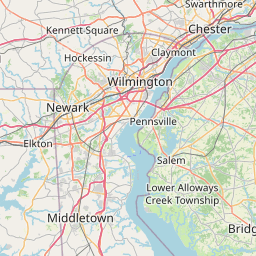 Swarthmore
Kennett Square
Chester
Claymont
Hockessin
Wilmington
Newark
Pennsville
Elkton
Salem
Lower Alloways
Creek Township
Middletown
Bridg